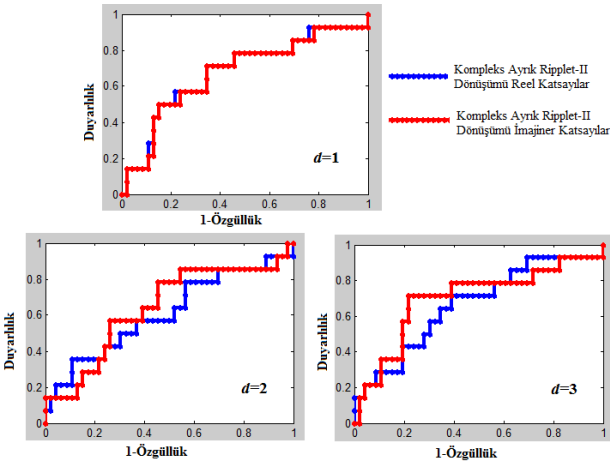 1
0.8
0.6
0.4
0.2
0
0 0.2 0.4 0.6 0.8 1
Duyarlılık
1-Özgüllük
d=1
Kompleks Ayrık Ripplet-II
Dönüşümü Reel Katsayılar
Kompleks Ayrık Ripplet-II
Dönüşümü İmajiner Katsayılar
1
0.8
0.6
0.4
0.2
0
0 0.2 0.4 0.6 0.8 1
Duyarlılık
1-Özgüllük
d=2
1
0.8
0.6
0.4
0.2
0
0 0.2 0.4 0.6 0.8 1
Duyarlılık
1-Özgüllük
d=3